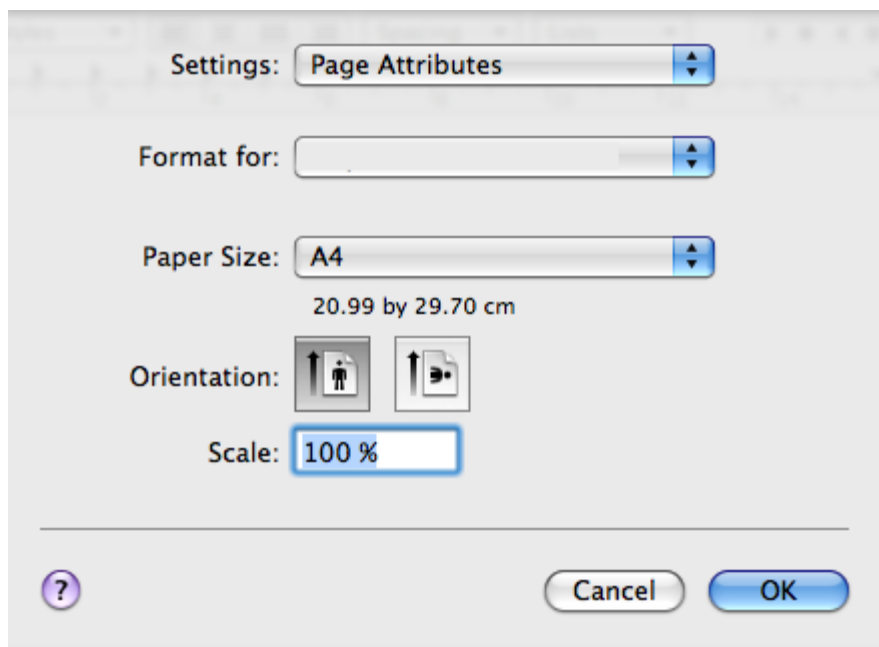 Settings: Page Attributes
Format for:
Paper Size: A4
20.99 by 29.70 cm
Orientation:
Scale: 100 %
? Cancel OK